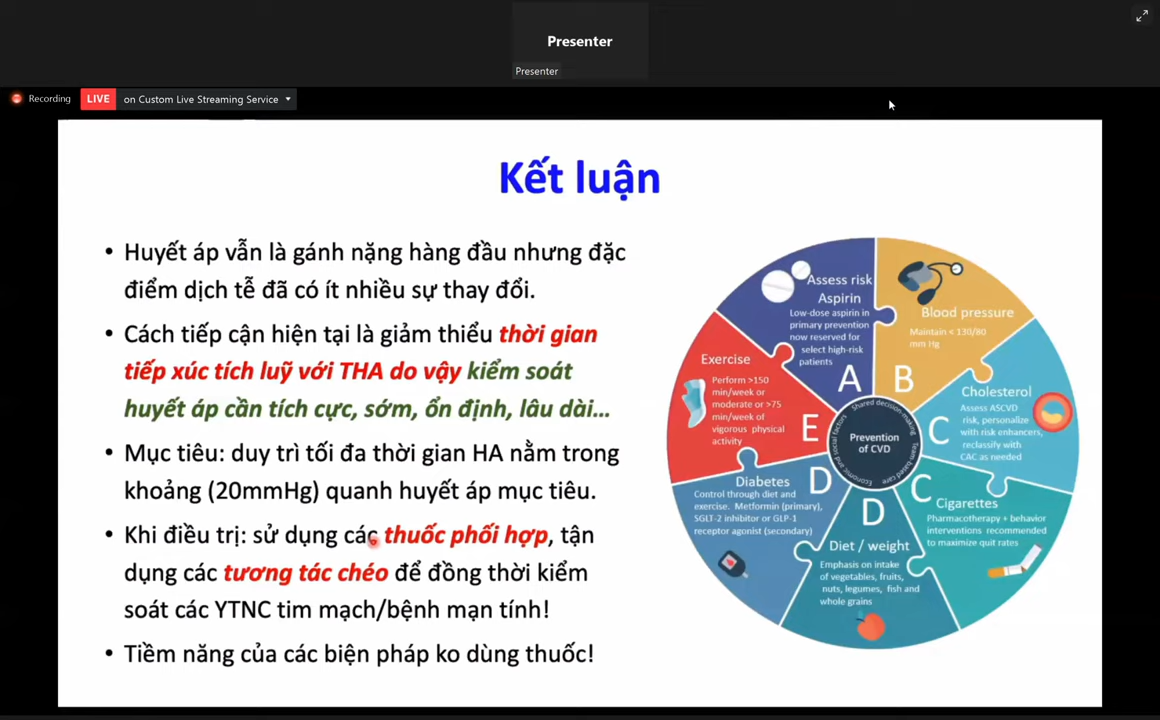 Presenter
Presenter
Recording
LIVE
on Custom Live Streaming Service
Kết luận
• Huyết áp vẫn là gánh nặng hàng đầu nhưng đặc
điểm dịch tễ đã có ít nhiều sự thay đổi.
• Cách tiếp cận hiện tại là giảm thiểu thời gian
tiếp xúc tích luỹ với THA do vậy kiểm soát
huyết áp cần tích cực, sớm, ổn định, lâu dài...
• Mục tiêu: duy trì tối đa thời gian HA nằm trong
khoảng (20mmHg) quanh huyết áp mục tiêu.
• Khi điều trị: sử dụng các thuốc phối hợp, tận
dụng các tương tác chéo để đồng thời kiểm
soát các YTNC tim mạch/bệnh mạn tính!
• Tiềm năng của các biện pháp ko dùng thuốc!
Assess risk
Aspirin
Low-dose aspirin in
primary prevention
now reserved for
select high-risk
patients
A
Blood pressure
Maintain < 130/80
mm Hg
B
Cholesterol
Assess ASCVD
risk, personalize
with risk enhancers,
reclassify with
CAC as needed
C
Cigarettes
Pharmacotherapy + behavior
interventions recommended
to maximize quit rates
C
Diet / weight
Emphasis on intake
of vegetables, fruits,
nuts, legumes, fish and
whole grains
D
Diabetes
Control through diet and
exercise. Metformin (primary),
SGLT-2 inhibitor or GLP-1
receptor agonist (secondary)
D
Exercise
Perform >150
min/week or
moderate or >75
min/week of
vigorous physical
activity
E
Shared decision-making
Team based care
Economic and social factors
Prevention
of CVD